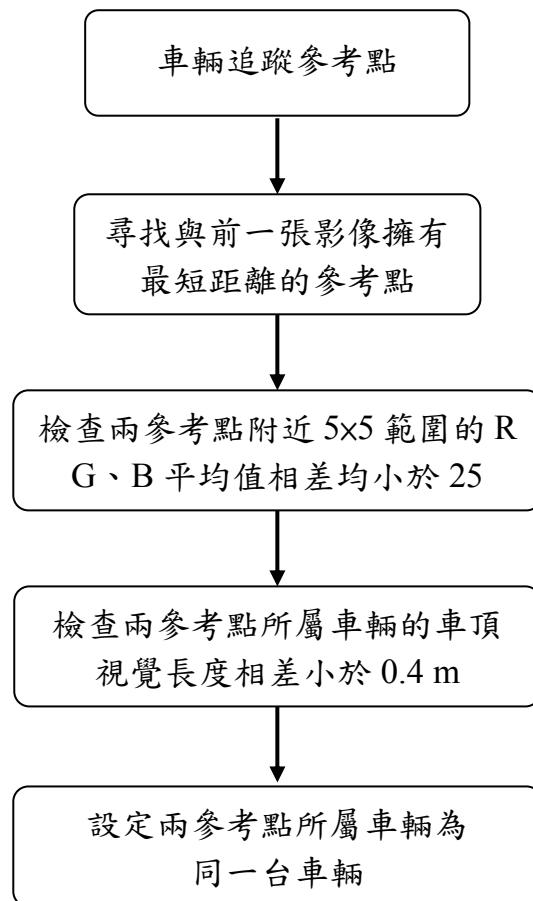 車輛追蹤參考點
尋找與前一張影像擁有
最短距離的參考點
檢查兩參考點附近 5×5 範圍的 R
G、B 平均值相差均小於 25
檢查兩參考點所屬車輛的車頂
視覺長度相差小於 0.4 m
設定兩參考點所屬車輛為
同一台車輛